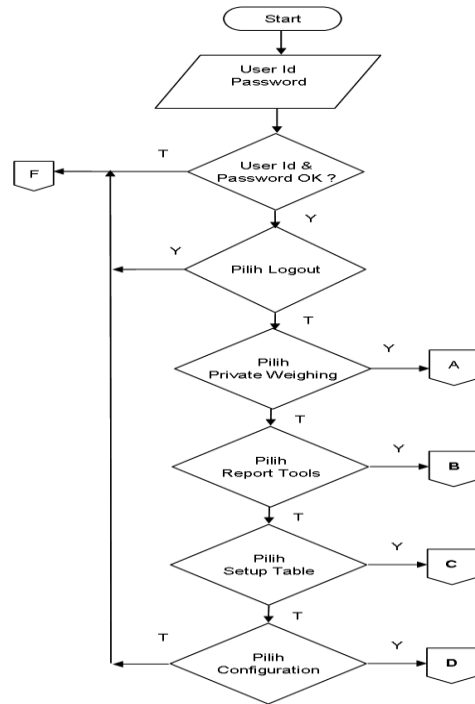 Start
User Id
Password
T
F
User Id &
Password OK ?
Y
Y
Pilih Logout
T
Pilih
Private Weighing
Y
A
T
Pilih
Report Tools
Y
B
T
Pilih
Setup Table
Y
C
T
T
Pilih
Configuration
Y
D